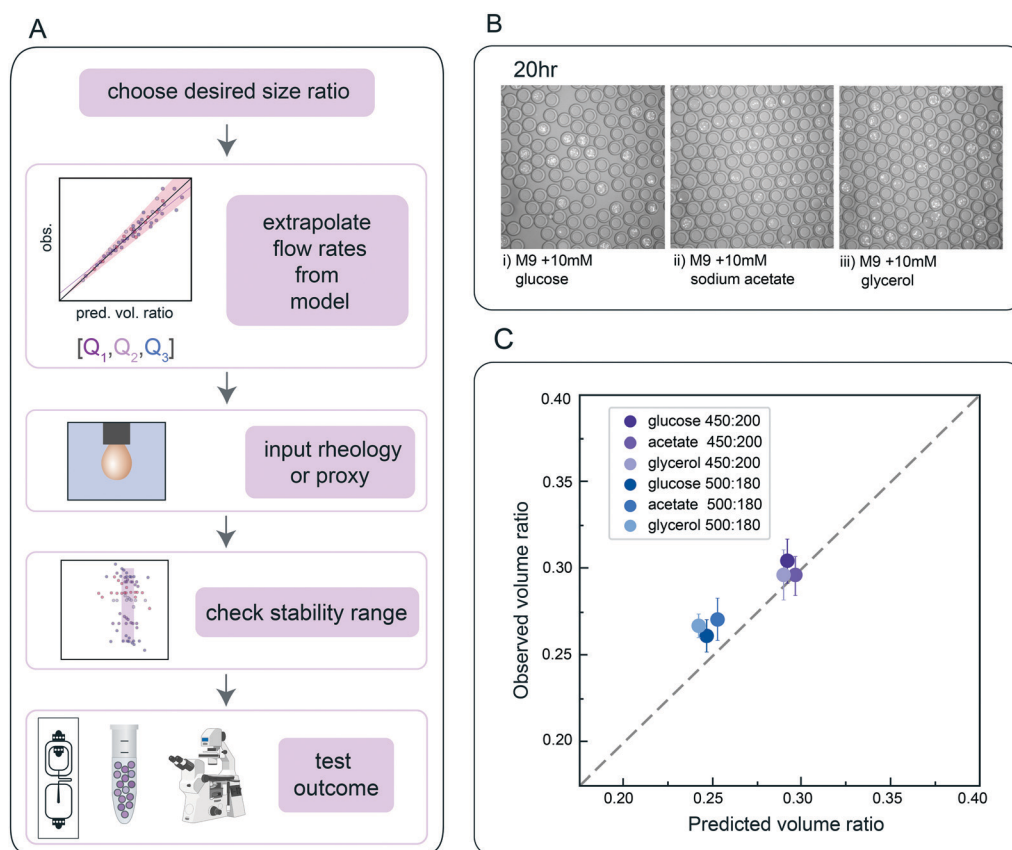 A
choose desired size ratio
obs.
pred. vol. ratio
[Q1,Q2,Q3]
extrapolate
flow rates
from
model
input rheology
or proxy
check stability range
test
outcome
B
20hr
i) M9 +10mM
glucose
ii) M9 +10mM
sodium acetate
iii) M9 +10mM
glycerol
C
Observed volume ratio
0.40
0.35
0.30
0.25
0.20
glucose 450:200
acetate 450:200
glycerol 450:200
glucose 500:180
acetate 500:180
glycerol 500:180
0.20 0.25 0.30 0.40 0.40
Predicted volume ratio